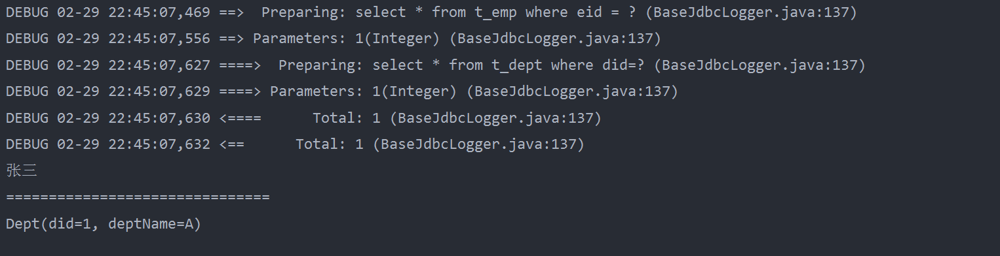 DEBUG 02-29 22:45:07,469 ==>  Preparing: select * from t_emp where eid = ? (BaseJdbcLogger.java:137)
DEBUG 02-29 22:45:07,556 ==> Parameters: 1(Integer) (BaseJdbcLogger.java:137)
DEBUG 02-29 22:45:07,627 ====>  Preparing: select * from t_dept where did=? (BaseJdbcLogger.java:137)
DEBUG 02-29 22:45:07,629 ====> Parameters: 1(Integer) (BaseJdbcLogger.java:137)
DEBUG 02-29 22:45:07,630 <====      Total: 1 (BaseJdbcLogger.java:137)
DEBUG 02-29 22:45:07,632 <==      Total: 1 (BaseJdbcLogger.java:137)
张三
===============================
Dept(did=1, deptName=A)